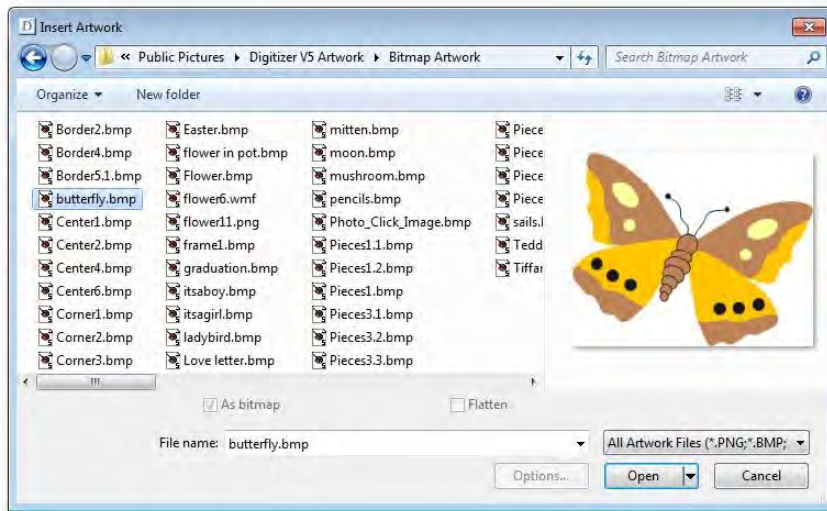 Insert Artwork
« Public Pictures ▸ Digitizer V5 Artwork ▸ Bitmap Artwork
Search Bitmap Artwork
Organize
New folder
Border2.bmp
Border4.bmp
Border5.1.bmp
butterfly.bmp
Center1.bmp
Center2.bmp
Center4.bmp
Center6.bmp
Corner1.bmp
Corner2.bmp
Corner3.bmp
Easter.bmp
flower in pot.bmp
Flower.bmp
flower6.wmf
flower11.png
frame1.bmp
graduation.bmp
itsaboy.bmp
itsagirl.bmp
ladybird.bmp
Love letter.bmp
mitten.bmp
moon.bmp
mushroom.bmp
pencils.bmp
Photo_Click_Image.bmp
Pieces1.1.bmp
Pieces1.2.bmp
Pieces1.bmp
Pieces3.1.bmp
Pieces3.2.bmp
Pieces3.3.bmp
Piece
Piece
Piece
Piece
sails.
Tedd
Tiffa
As bitmap
Flatten
File name: butterfly.bmp
All Artwork Files (*.PNG;*.BMP;
Options...
Open
Cancel